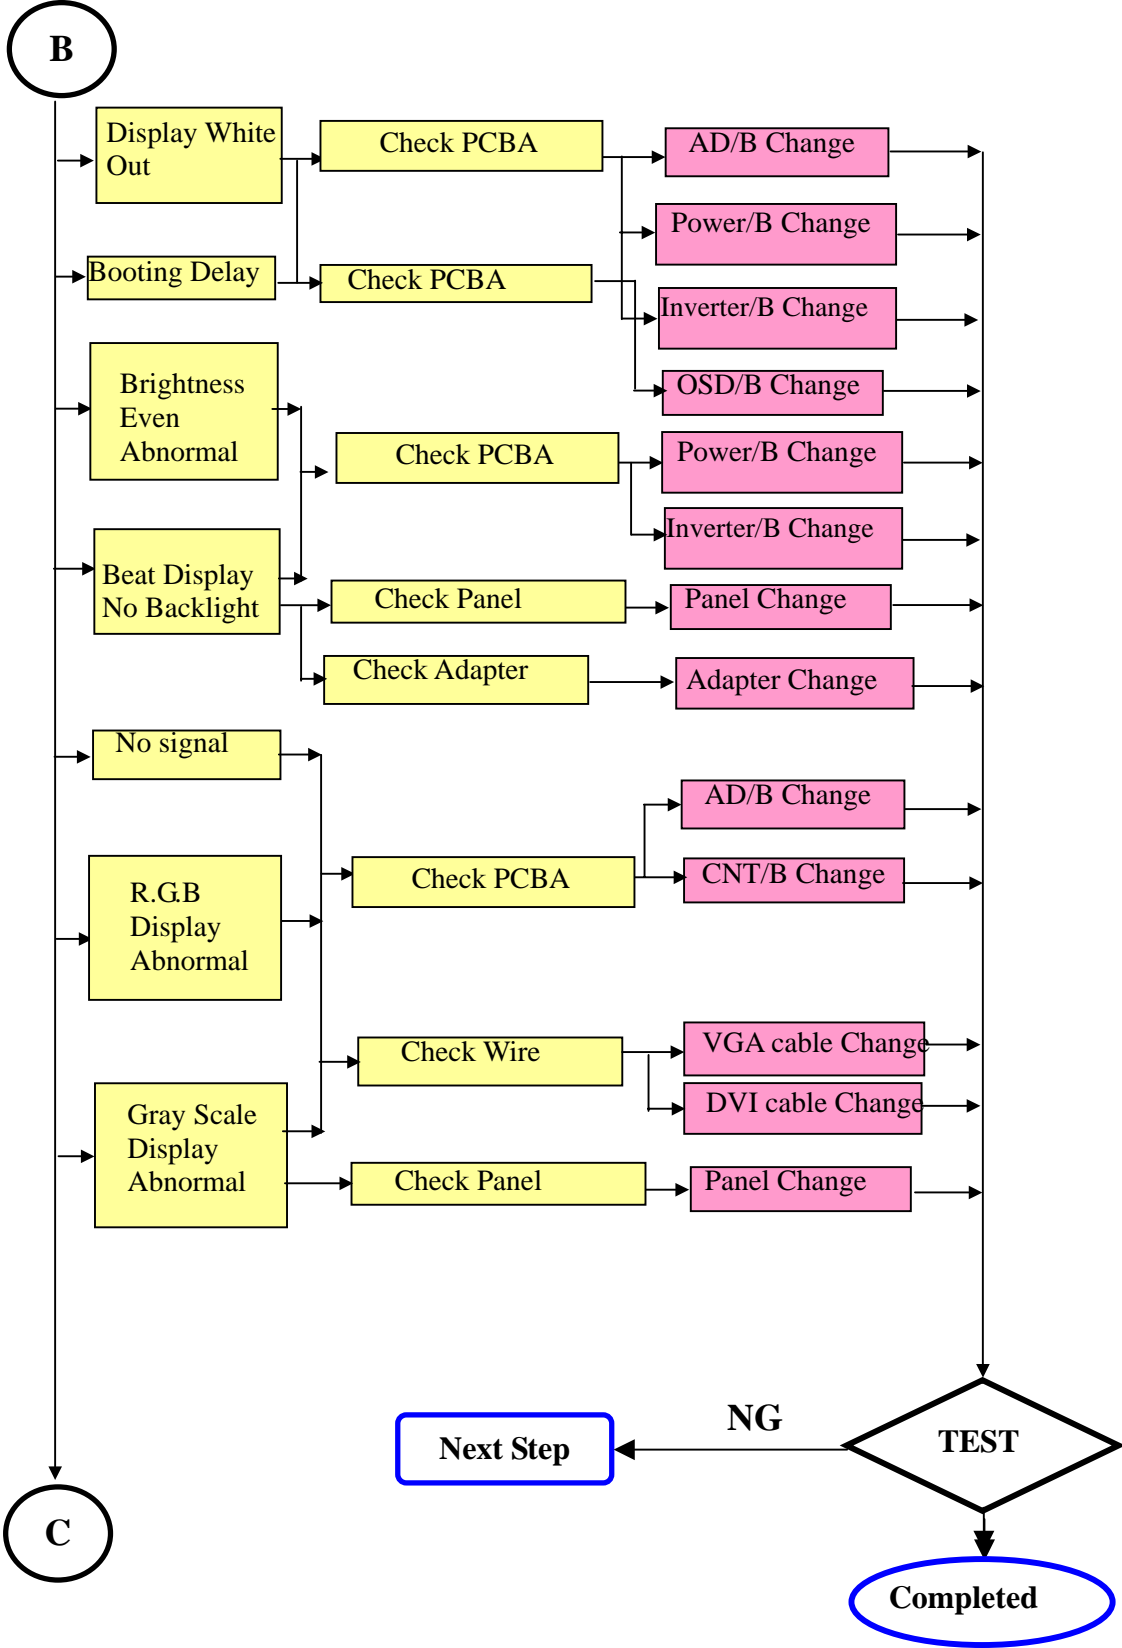 B
Display White
Out
Check PCBA
AD/B Change
Power/B Change
Booting Delay
Check PCBA
Inverter/B Change
OSD/B Change
Brightness
Even
Abnormal
Check PCBA
Power/B Change
Inverter/B Change
Beat Display
No Backlight
Check Panel
Panel Change
Check Adapter
Adapter Change
No signal
AD/B Change
Check PCBA
CNT/B Change
R.G.B
Display
Abnormal
Check Wire
VGA cable Change
DVI cable Change
Gray Scale
Display
Abnormal
Check Panel
Panel Change
NG
Next Step
TEST
C
Completed